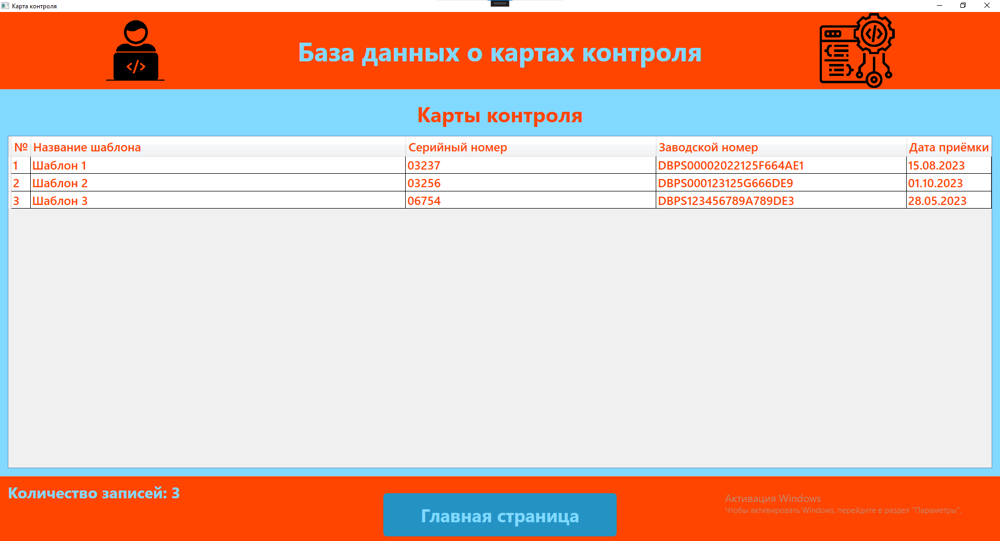 Карта контроля
База данных о картах контроля
Карты контроля
№ Название шаблона Серийный номер Заводской номер Дата приёмки
1 Шаблон 1 03237 DBPS00002022125F664AE1 15.08.2023
2 Шаблон 2 03256 DBPS000123125G666DE9 01.10.2023
3 Шаблон 3 06754 DBPS123456789A789DE3 28.05.2023
Количество записей: 3
Главная страница
Активация Windows
Чтобы активировать Windows, перейдите в раздел "Параметры".